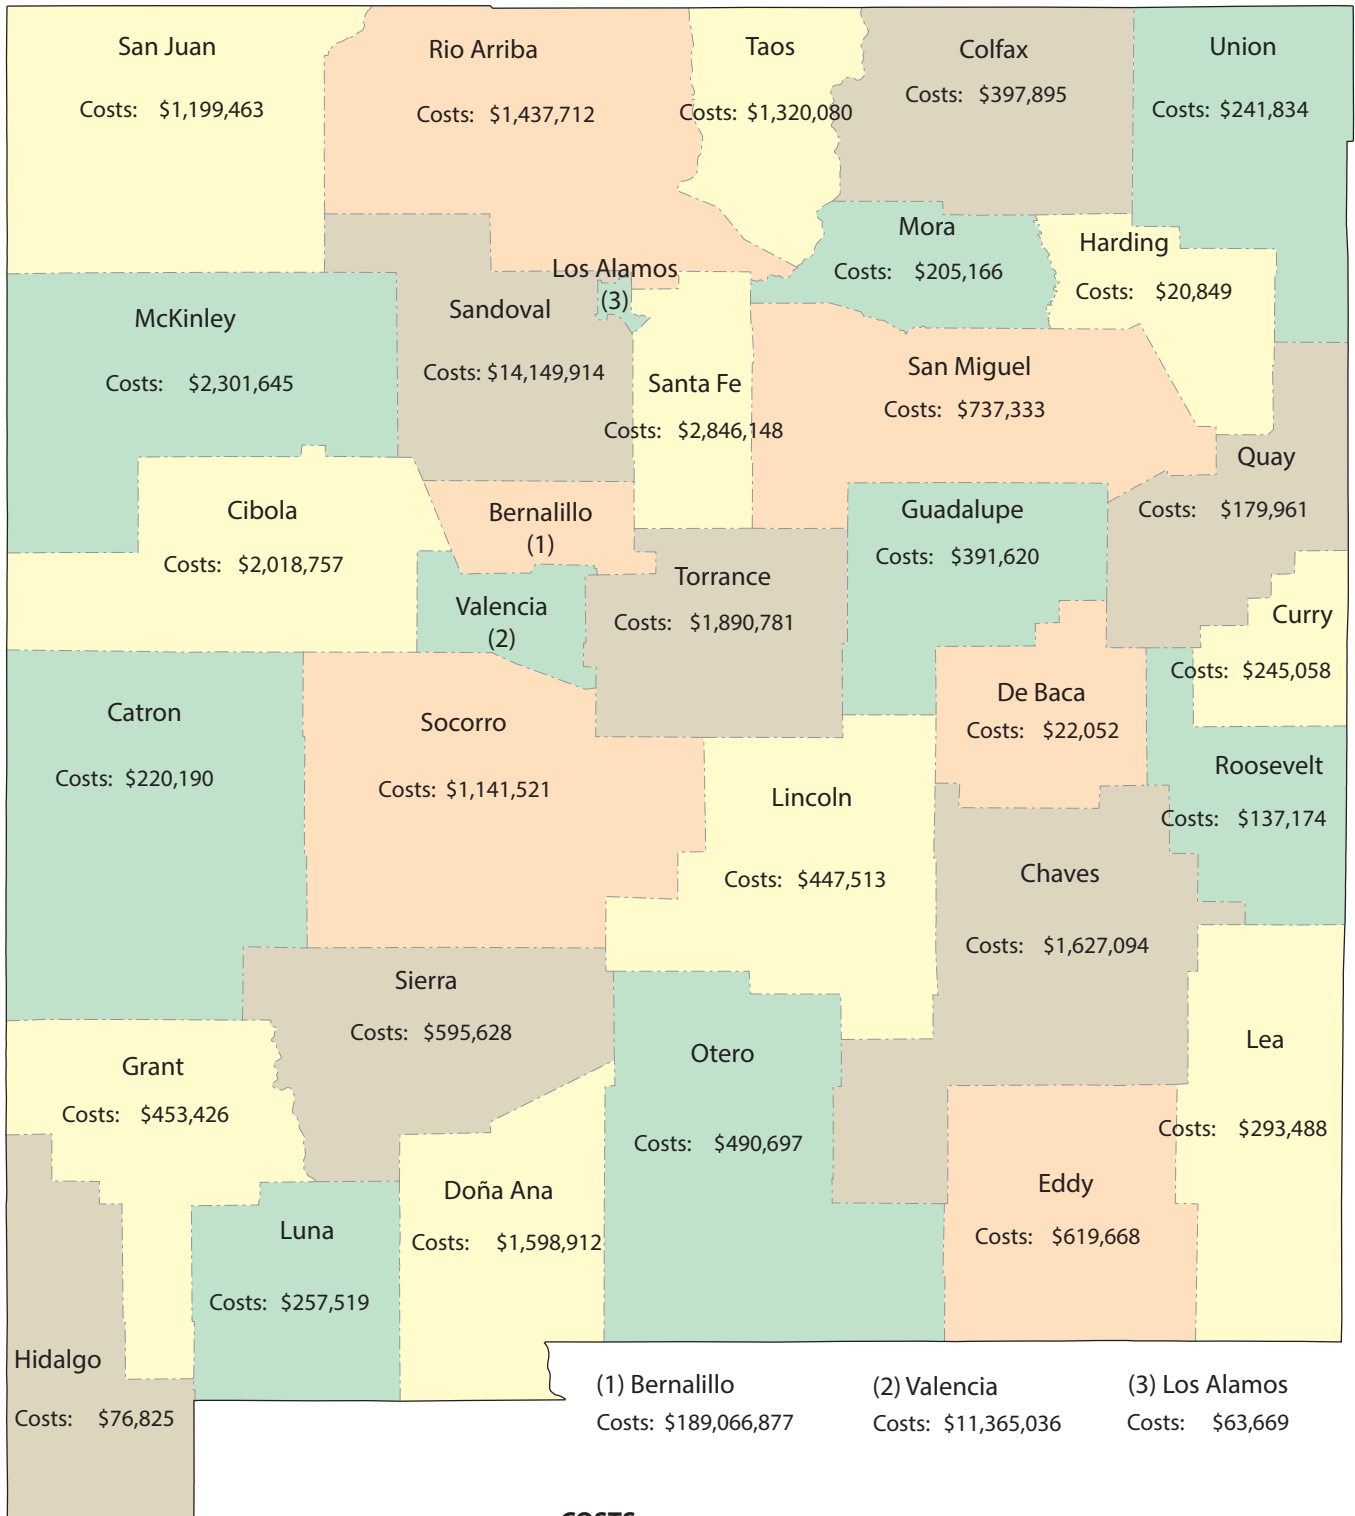 San Juan
Costs: $1,199,463
Rio Arriba
Costs: $1,437,712
Taos
Costs: $1,320,080
Colfax
Costs: $397,895
Union
Costs: $241,834
Mora
Costs: $205,166
Harding
Costs: $20,849
Los Alamos
(3)
Sandoval
Costs: $14,149,914
McKinley
Costs: $2,301,645
Santa Fe
Costs: $2,846,148
San Miguel
Costs: $737,333
Quay
Costs: $179,961
Cibola
Costs: $2,018,757
Bernalillo
(1)
Guadalupe
Costs: $391,620
Torrance
Costs: $1,890,781
Valencia
(2)
Curry
Costs: $245,058
De Baca
Costs: $22,052
Catron
Costs: $220,190
Socorro
Costs: $1,141,521
Roosevelt
Costs: $137,174
Lincoln
Costs: $447,513
Chaves
Costs: $1,627,094
Sierra
Costs: $595,628
Otero
Costs: $490,697
Lea
Costs: $293,488
Grant
Costs: $453,426
Doña Ana
Costs: $1,598,912
Eddy
Costs: $619,668
Luna
Costs: $257,519
Hidalgo
Costs: $76,825
(1) Bernalillo
Costs: $189,066,877
(2) Valencia
Costs: $11,365,036
(3) Los Alamos
Costs: $63,669
COSTS